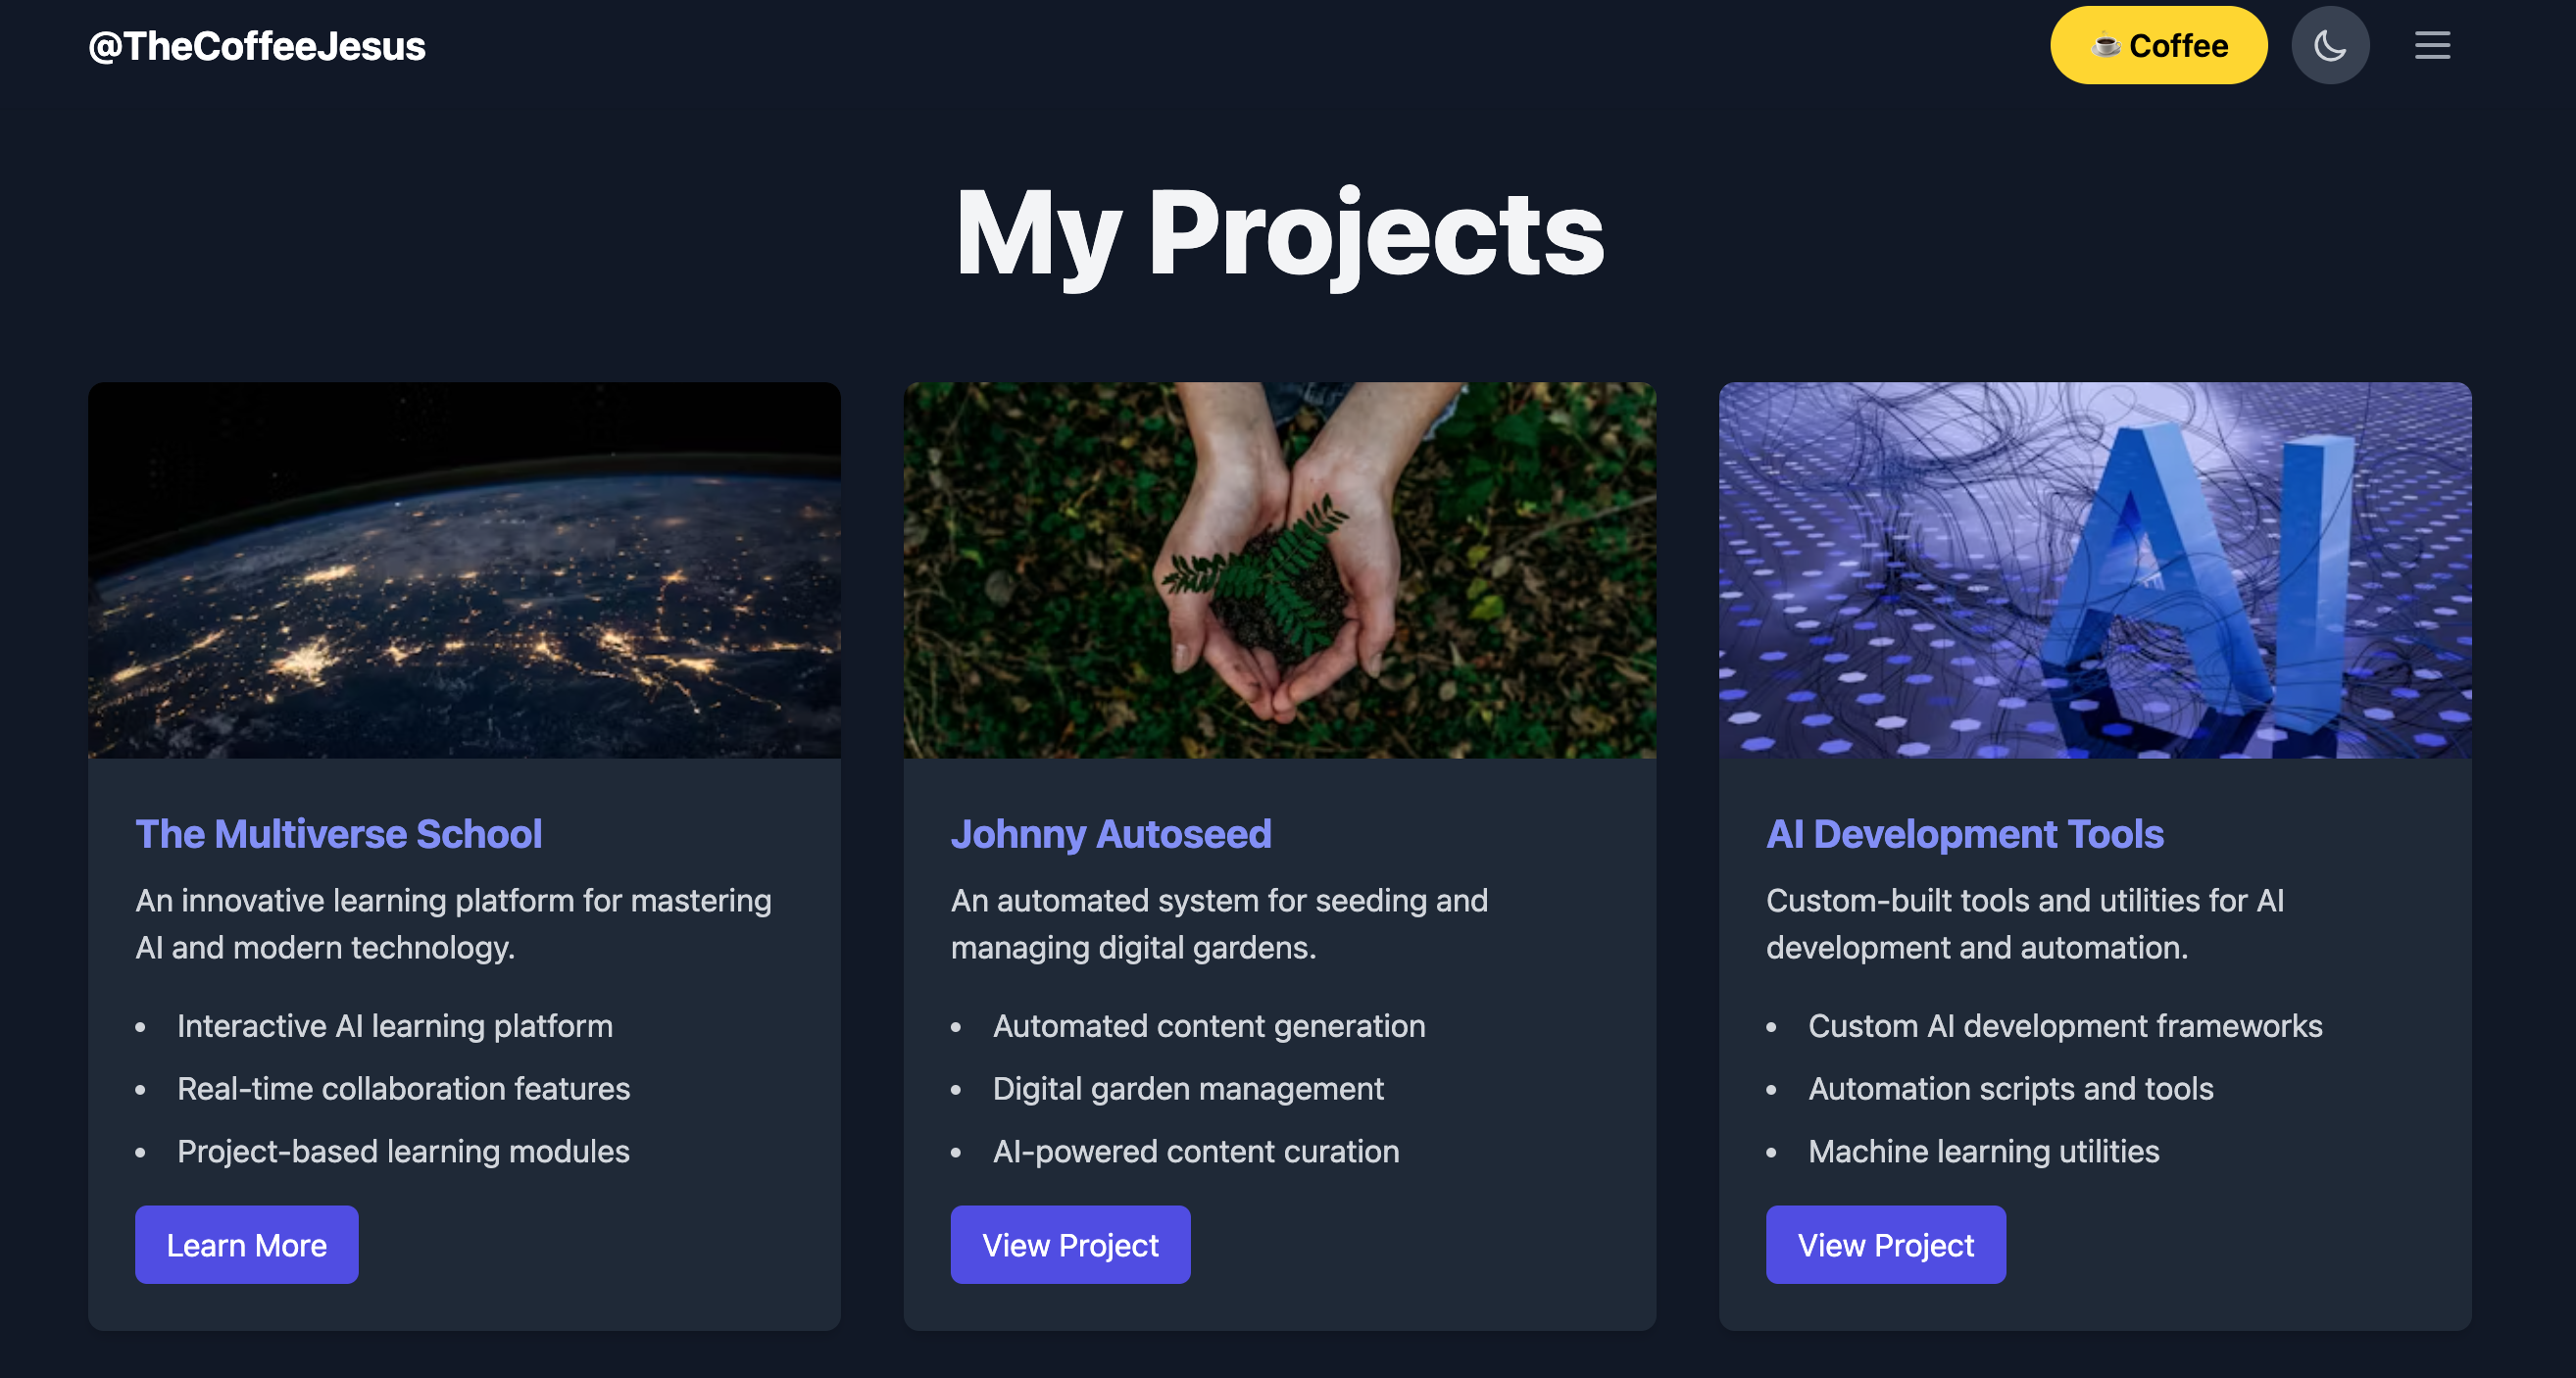 @TheCoffeeJesus
☕ Coffee
My Projects
AI
The Multiverse School
An innovative learning platform for mastering
AI and modern technology.
• Interactive AI learning platform
• Real-time collaboration features
• Project-based learning modules
Learn More
Johnny Autoseed
An automated system for seeding and
managing digital gardens.
• Automated content generation
• Digital garden management
• AI-powered content curation
View Project
AI Development Tools
Custom-built tools and utilities for AI
development and automation.
• Custom AI development frameworks
• Automation scripts and tools
• Machine learning utilities
View Project